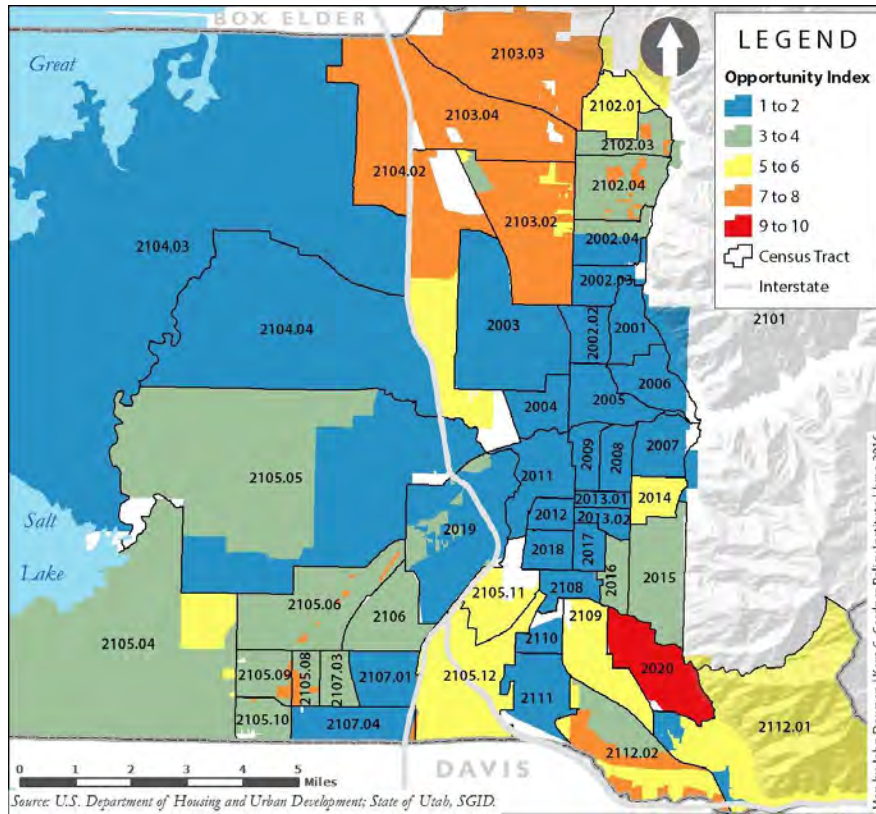 BOX ELDER
Great
LEGEND
Opportunity Index
1 to 2
3 to 4
5 to 6
7 to 8
9 to 10
Census Tract
Interstate
2103.03
2102.01
2103.04
2102.03
2104.02
2102.04
2103.02
2002.04
2104.03
2002.03
2101
2104.04
2003
2002.02
2001
2006
2004
2005
2007
2009
2008
2011
2105.05
2014
2013.01
2012
2013.02
2019
Salt
Lake
2018
2017
2016
2015
2105.11
2108
2105.06
2106
2109
2110
2105.04
2020
2105.09
2105.08
2107.03
2107.01
2105.12
2111
2112.01
2105.10
2107.04
2112.02
DAVIS
0 1 2 3 4 5
Miles
Source: U.S. Department of Housing and Urban Development; State of Utah, SGID.